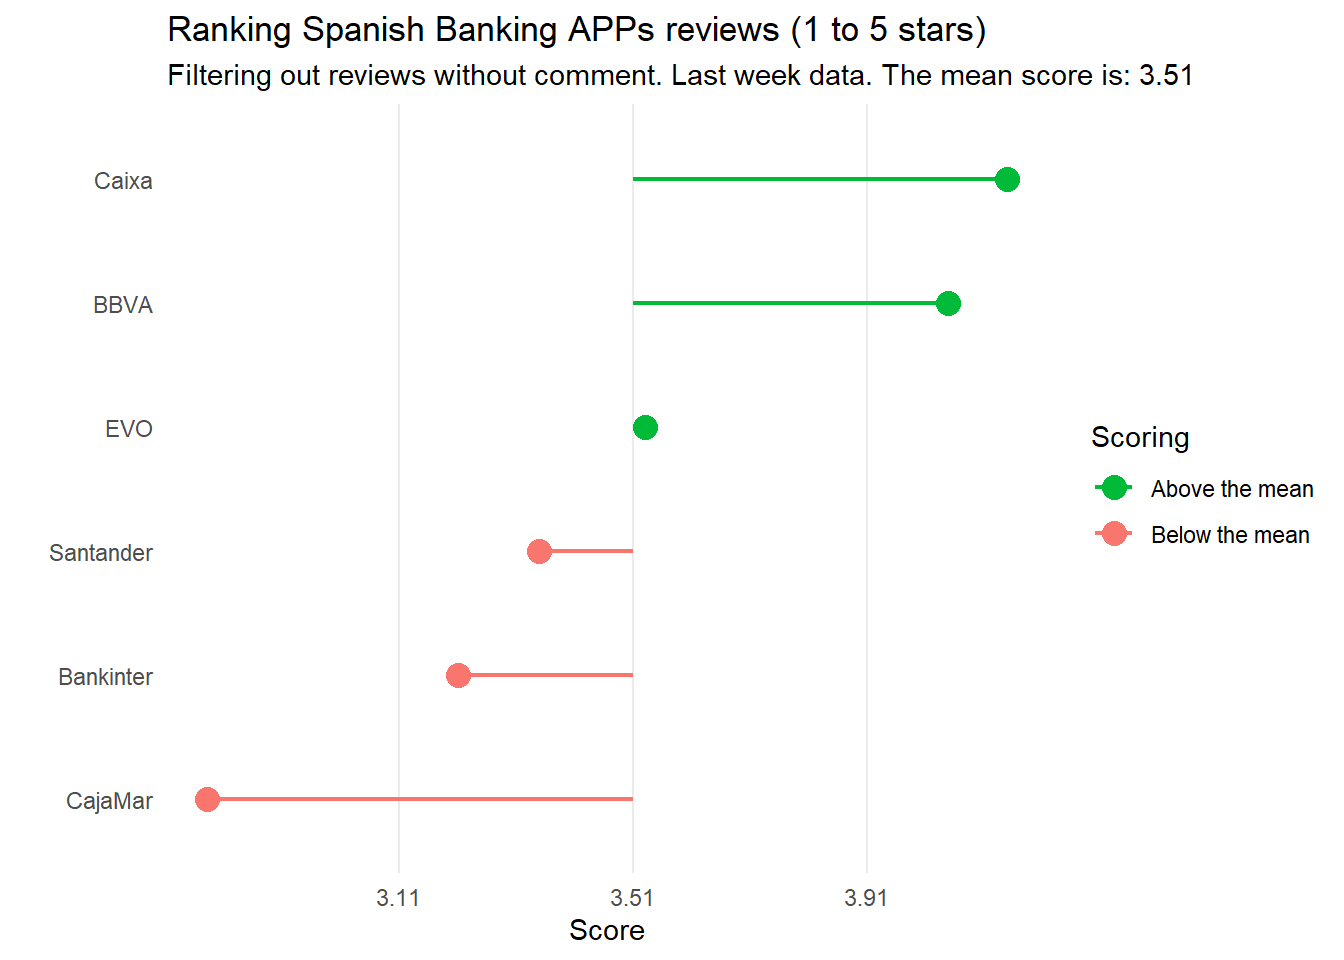 Ranking Spanish Banking APPs reviews (1 to 5 stars)
Filtering out reviews without comment. Last week data. The mean score is: 3.51
Caixa
BBVA
EVO
Santander
Bankinter
CajaMar
3.11
3.51
3.91
Score
Scoring
Above the mean
Below the mean